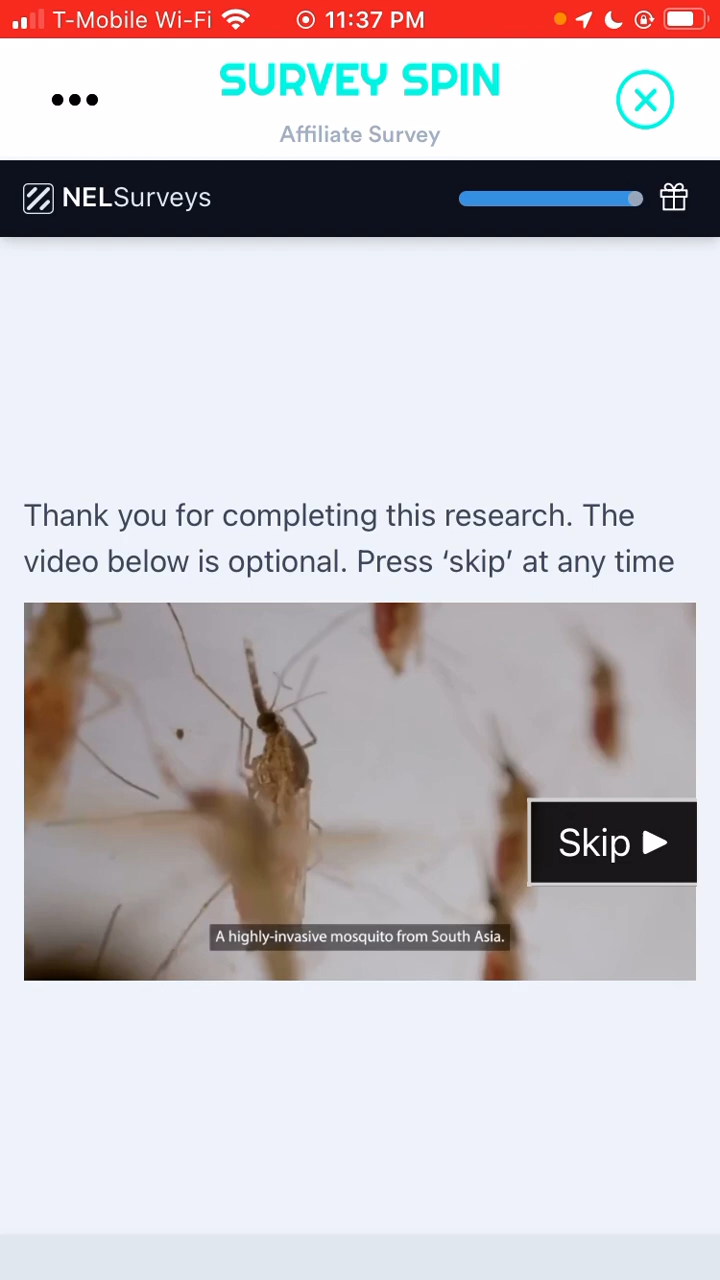 T-Mobile Wi-Fi 11:37 PM
SURVEY SPIN
Affiliate Survey
NELSurveys
Thank you for completing this research. The
video below is optional. Press ‘skip’ at any time
Skip
A highly-invasive mosquito from South Asia.